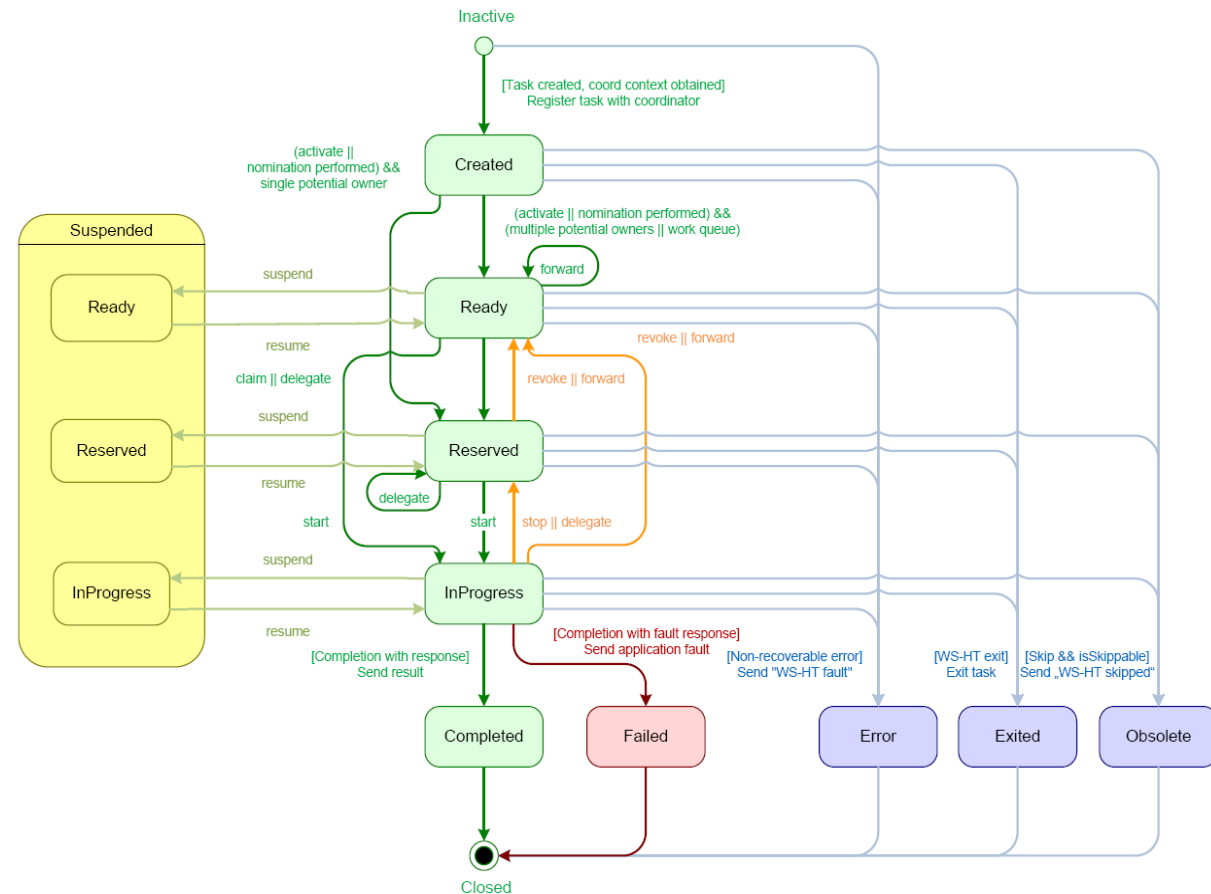 Inactive
[Task created, coord context obtained]
Register task with coordinator
(activate ||
nomination performed) &&
single potential owner
Created
(activate || nomination performed) &&
(multiple potential owners || work queue)
Suspended
suspend
forward
Ready
Ready
resume
revoke || forward
claim || delegate
revoke || forward
suspend
Reserved
Reserved
resume
delegate
start
start
stop || delegate
suspend
InProgress
InProgress
resume
[Completion with response]
Send result
[Completion with fault response]
Send application fault
[Non-recoverable error]
Send "WS-HT fault"
[WS-HT exit]
Exit task
[Skip && isSkippable]
Send „WS-HT skipped“
Completed
Failed
Error
Exited
Obsolete
Closed